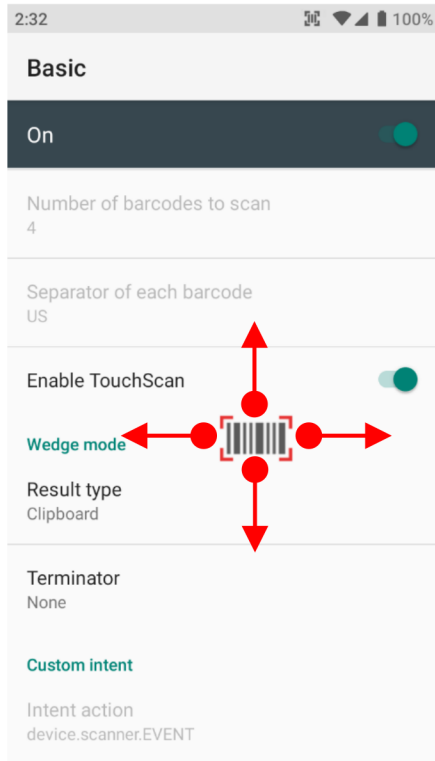 2:32
100%
Basic
On
Number of barcodes to scan
4
Separator of each barcode
US
Enable TouchScan
Wedge mode
Result type
Clipboard
Terminator
None
Custom intent
Intent action
device.scanner.EVENT